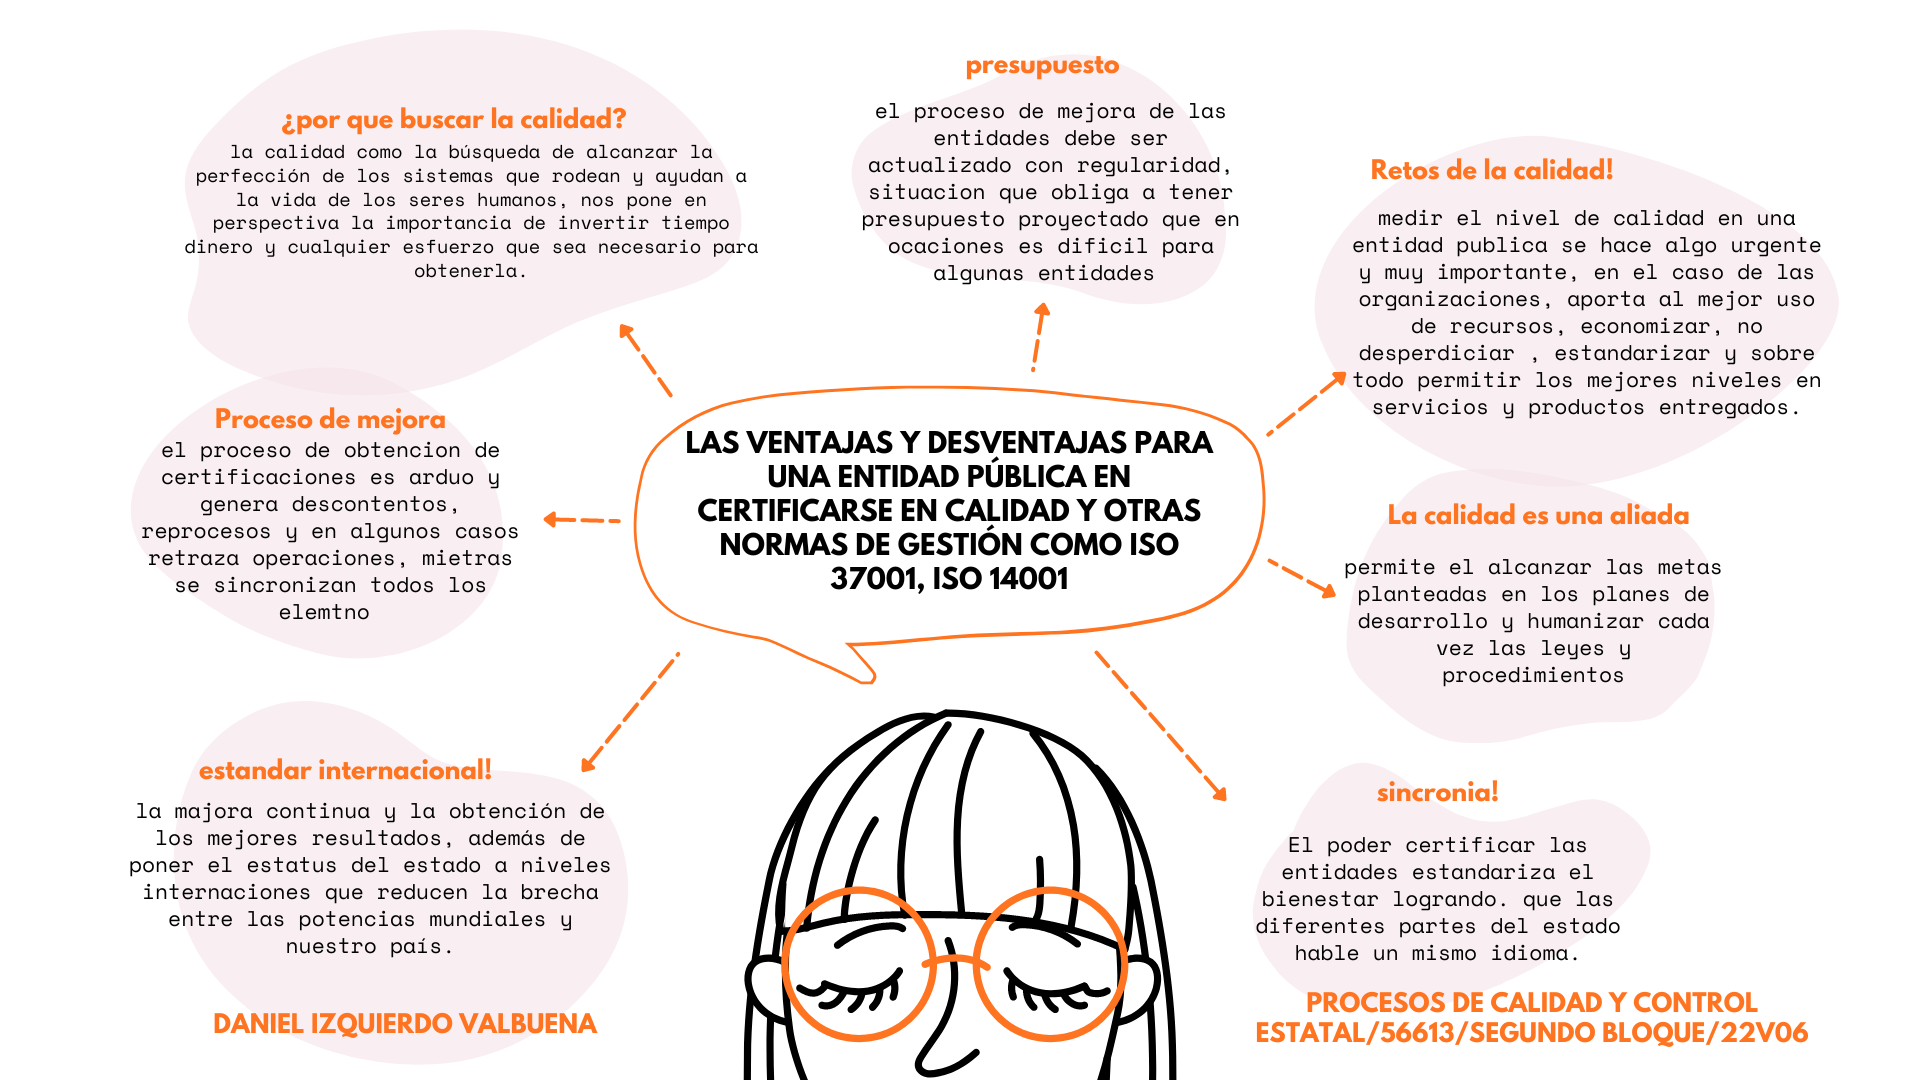 ¿por que buscar la calidad?
la calidad como la búsqueda de alcanzar la
perfección de los sistemas que rodean y ayudan a
la vida de los seres humanos, nos pone en
perspectiva la importancia de invertir tiempo
dinero y cualquier esfuerzo que sea necesario para
obtenerla.
presupuesto
el proceso de mejora de las
entidades debe ser
actualizado con regularidad,
situacion que obliga a tener
presupuesto proyectado que en
ocaciones es dificil para
algunas entidades
Retos de la calidad!
medir el nivel de calidad en una
entidad publica se hace algo urgente
y muy importante, en el caso de las
organizaciones, aporta al mejor uso
de recursos, economizar, no
desperdiciar , estandarizar y sobre
todo permitir los mejores niveles en
servicios y productos entregados.
Proceso de mejora
el proceso de obtencion de
certificaciones es arduo y
genera descontentos,
reprocesos y en algunos casos
retraza operaciones, mietras
se sincronizan todos los
elemtno
LAS VENTAJAS Y DESVENTAJAS PARA
UNA ENTIDAD PÚBLICA EN
CERTIFICARSE EN CALIDAD Y OTRAS
NORMAS DE GESTIÓN COMO ISO
37001, ISO 14001
La calidad es una aliada
permite el alcanzar las metas
planteadas en los planes de
desarrollo y humanizar cada
vez las leyes y
procedimientos
estandar internacional!
la majora continua y la obtención de
los mejores resultados, además de
poner el estatus del estado a niveles
internaciones que reducen la brecha
entre las potencias mundiales y
nuestro país.
sincronia!
El poder certificar las
entidades estandariza el
bienestar logrando. que las
diferentes partes del estado
hable un mismo idioma.
DANIEL IZQUIERDO VALBUENA
PROCESOS DE CALIDAD Y CONTROL
ESTATAL/56613/SEGUNDO BLOQUE/22V06